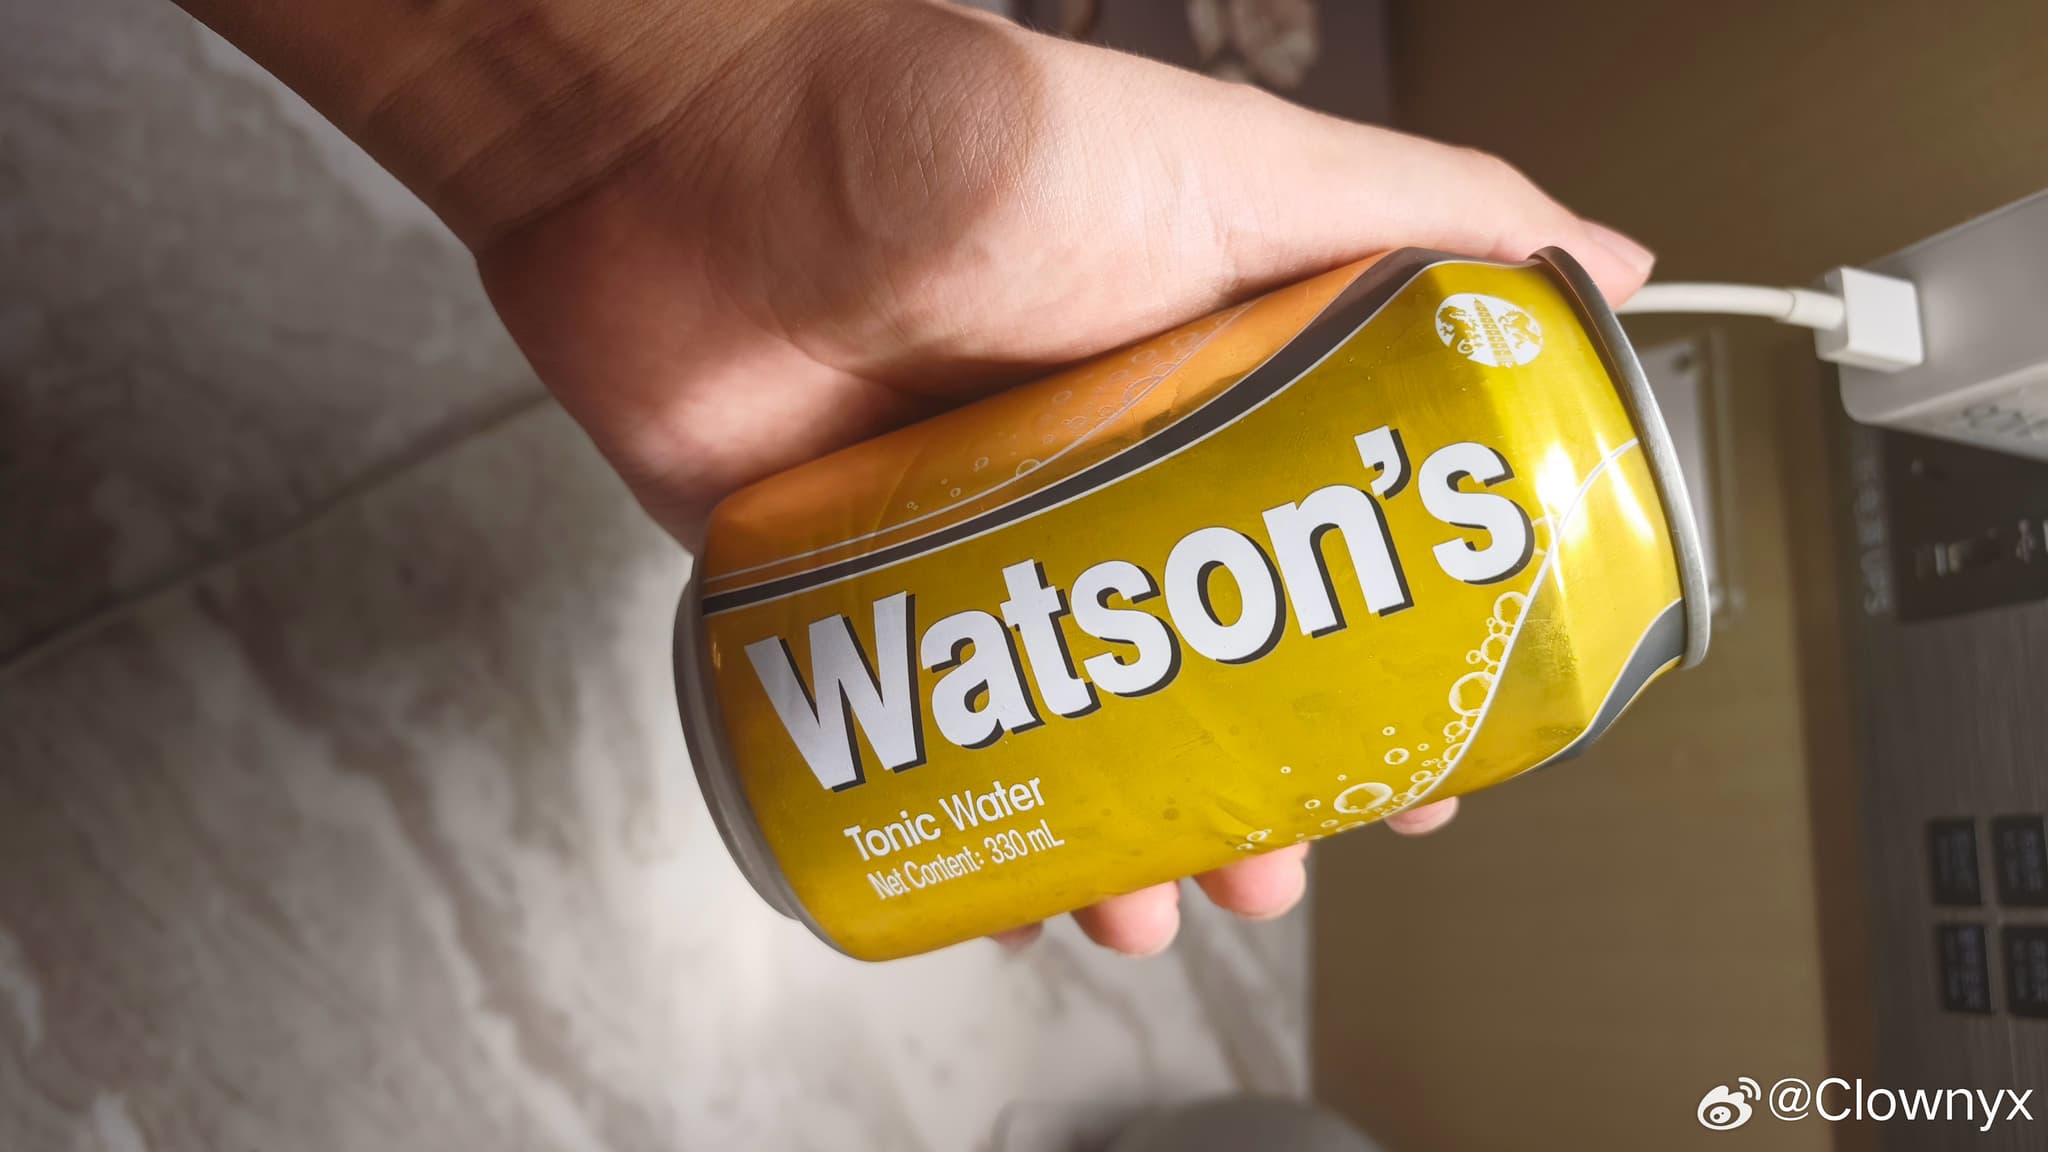 Watson's
Tonic Water
Net Content: 330 mL
@Clownyx